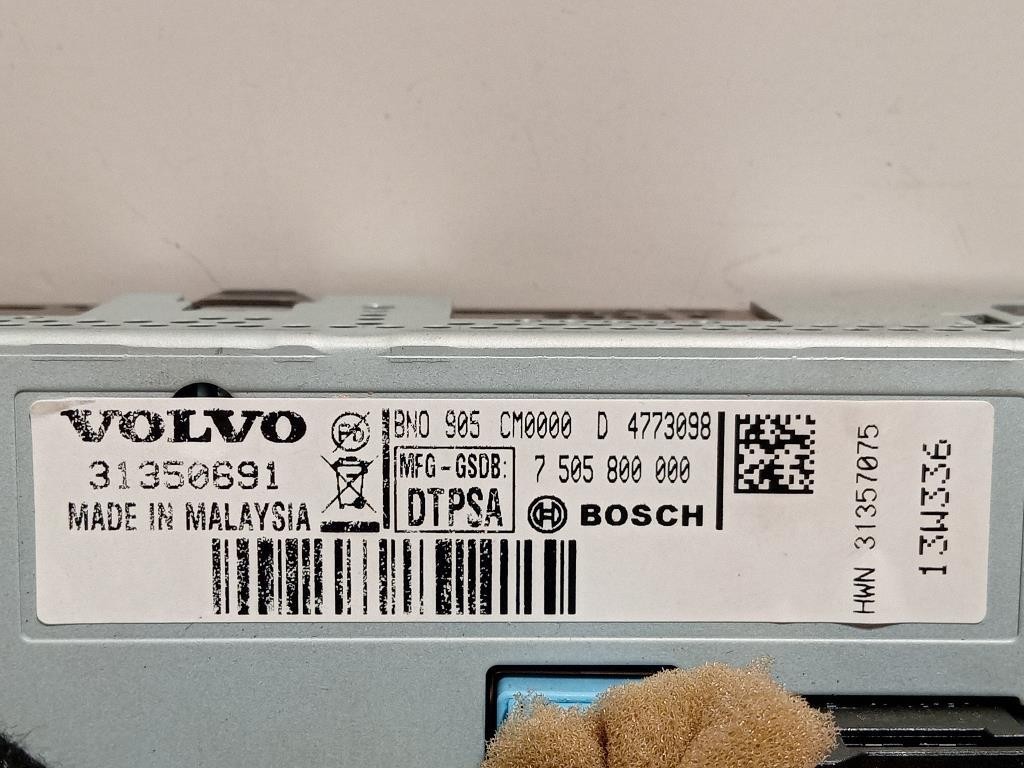 VOLVO
31350691
MADE IN MALAYSIA
Pb
BNO 905 CM0000 D 4773098
MFG-GSDB:
DTPSA
7 505 800 000
BOSCH
HWN 31357075
13W336